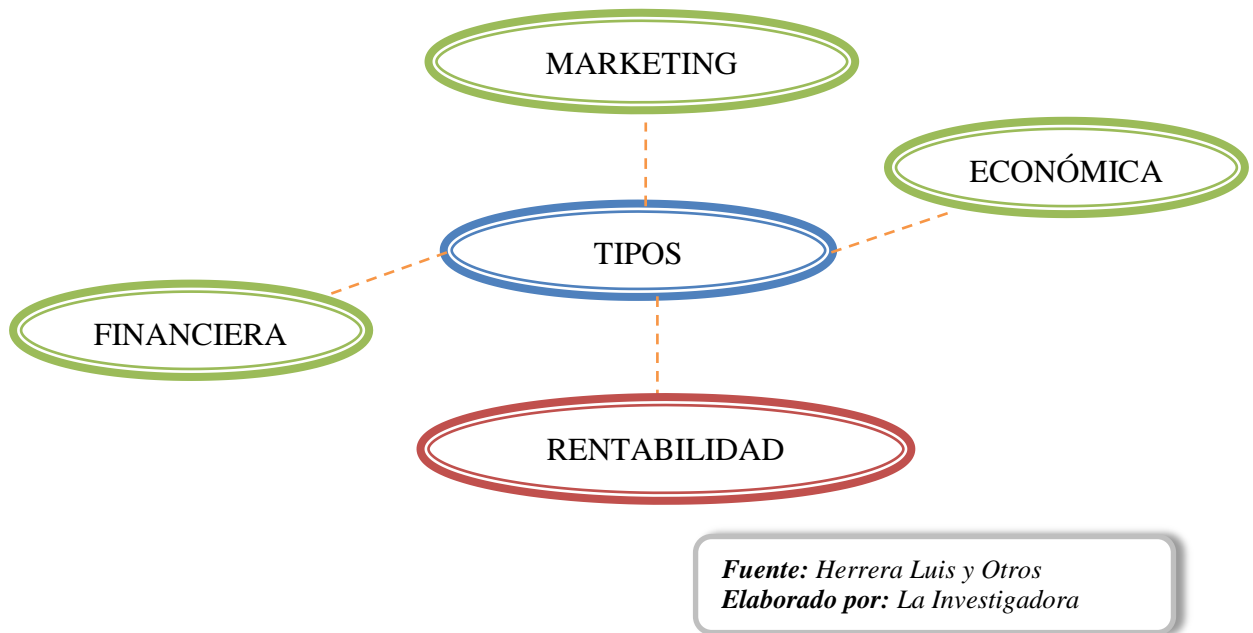 MARKETING
ECONÓMICA
TIPOS
FINANCIERA
RENTABILIDAD
Fuente: Herrera Luis y Otros
Elaborado por: La Investigadora